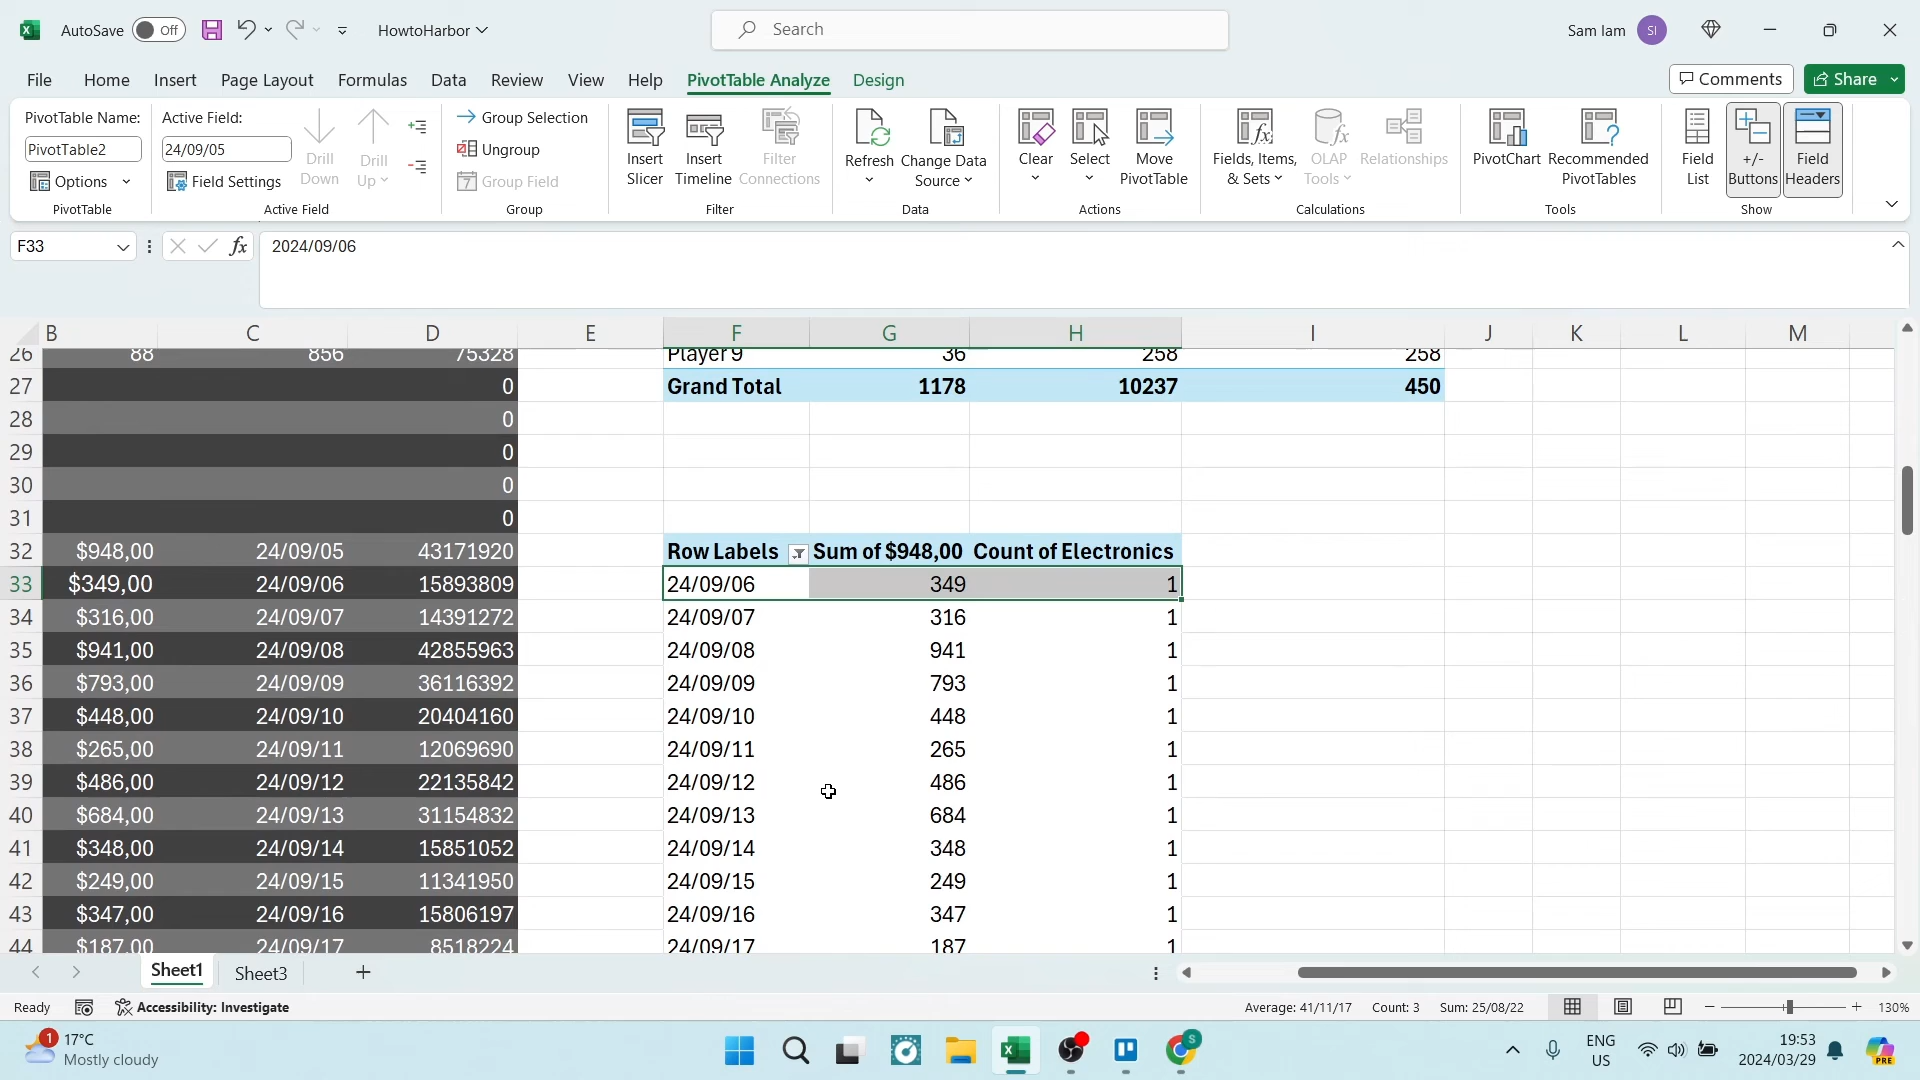 AutoSave Off HowtoHarbor Search Sam Iam SI
File Home Insert Page Layout Formulas Data Review View Help PivotTable Analyze Design Comments Share
PivotTable Name: Active Field: Group Selection
PivotTable2 24/09/05 Drill Down Drill Up Ungroup Insert Slicer Insert Timeline Filter Connections Refresh Change Data Source Clear Select Move PivotTable Fields, Items, & Sets OLAP Tools Relationships PivotChart Recommended PivotTables Field List +/- Buttons Field Headers
Options Field Settings 7 Group Field
PivotTable Active Field Group Filter Data Actions Calculations Tools Show
F33 fx 2024/09/06
B C D E F G H I J K L M
26 88 856 75328 Player 9 36 258 258
27 0 Grand Total 1178 10237 450
28 0
29 0
30 0
31 0
32 $948,00 24/09/05 43171920 Row Labels Sum of $948,00 Count of Electronics
33 $349,00 24/09/06 15893809 24/09/06 349 1
34 $316,00 24/09/07 14391272 24/09/07 316 1
35 $941,00 24/09/08 42855963 24/09/08 941 1
36 $793,00 24/09/09 36116392 24/09/09 793 1
37 $448,00 24/09/10 20404160 24/09/10 448 1
38 $265,00 24/09/11 12069690 24/09/11 265 1
39 $486,00 24/09/12 22135842 24/09/12 486 1
40 $684,00 24/09/13 31154832 24/09/13 684 1
41 $348,00 24/09/14 15851052 24/09/14 348 1
42 $249,00 24/09/15 11341950 24/09/15 249 1
43 $347,00 24/09/16 15806197 24/09/16 347 1
44 $187,00 24/09/17 8518224 24/09/17 187 1
Sheet1 Sheet3
Ready Accessibility: Investigate Average: 41/11/17 Count: 3 Sum: 25/08/22 130%
1 17°C
Mostly cloudy
S
ENG
US
19:53
2024/03/29
PRE